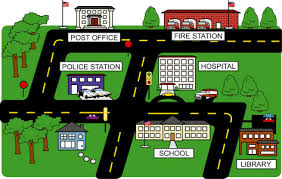 POST OFFICE
FIRE STATION
POLICE STATION
HOSPITAL
SCHOOL
LIBRARY